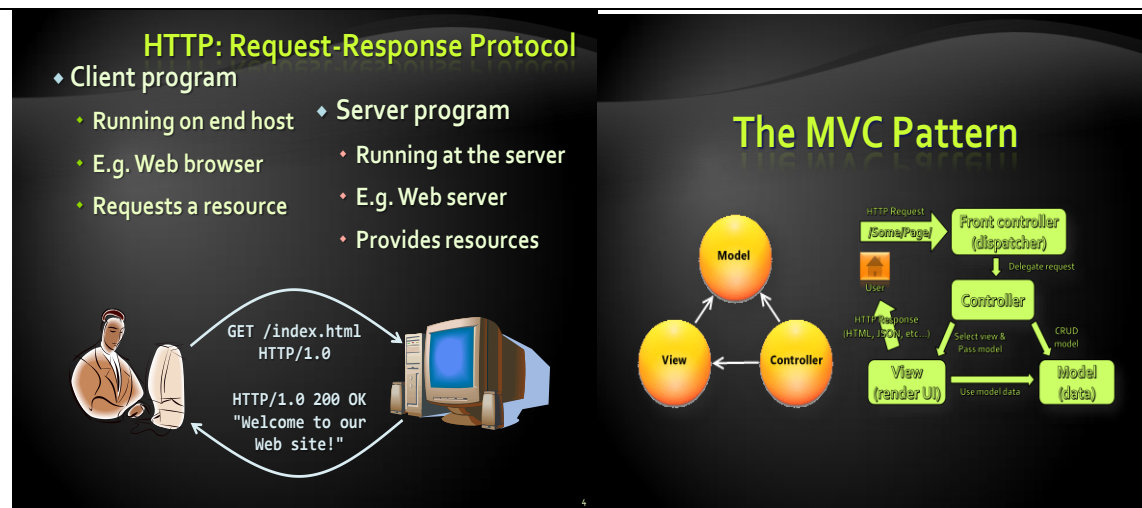 HTTP: Request-Response Protocol
Client program
Running on end host
E.g. Web browser
Requests a resource
Server program
Running at the server
E.g. Web server
Provides resources
GET /index.html
HTTP/1.0
HTTP/1.0 200 OK
"Welcome to our
Web site!"
4
The MVC Pattern
Model
View
Controller
HTTP Request
/Some/Page/
Front controller
(dispatcher)
Delegate request
User
Controller
HTTP Response
(HTML, JSON, etc...)
Select view &
Pass model
CRUD
model
View
(render UI)
Use model data
Model
(data)